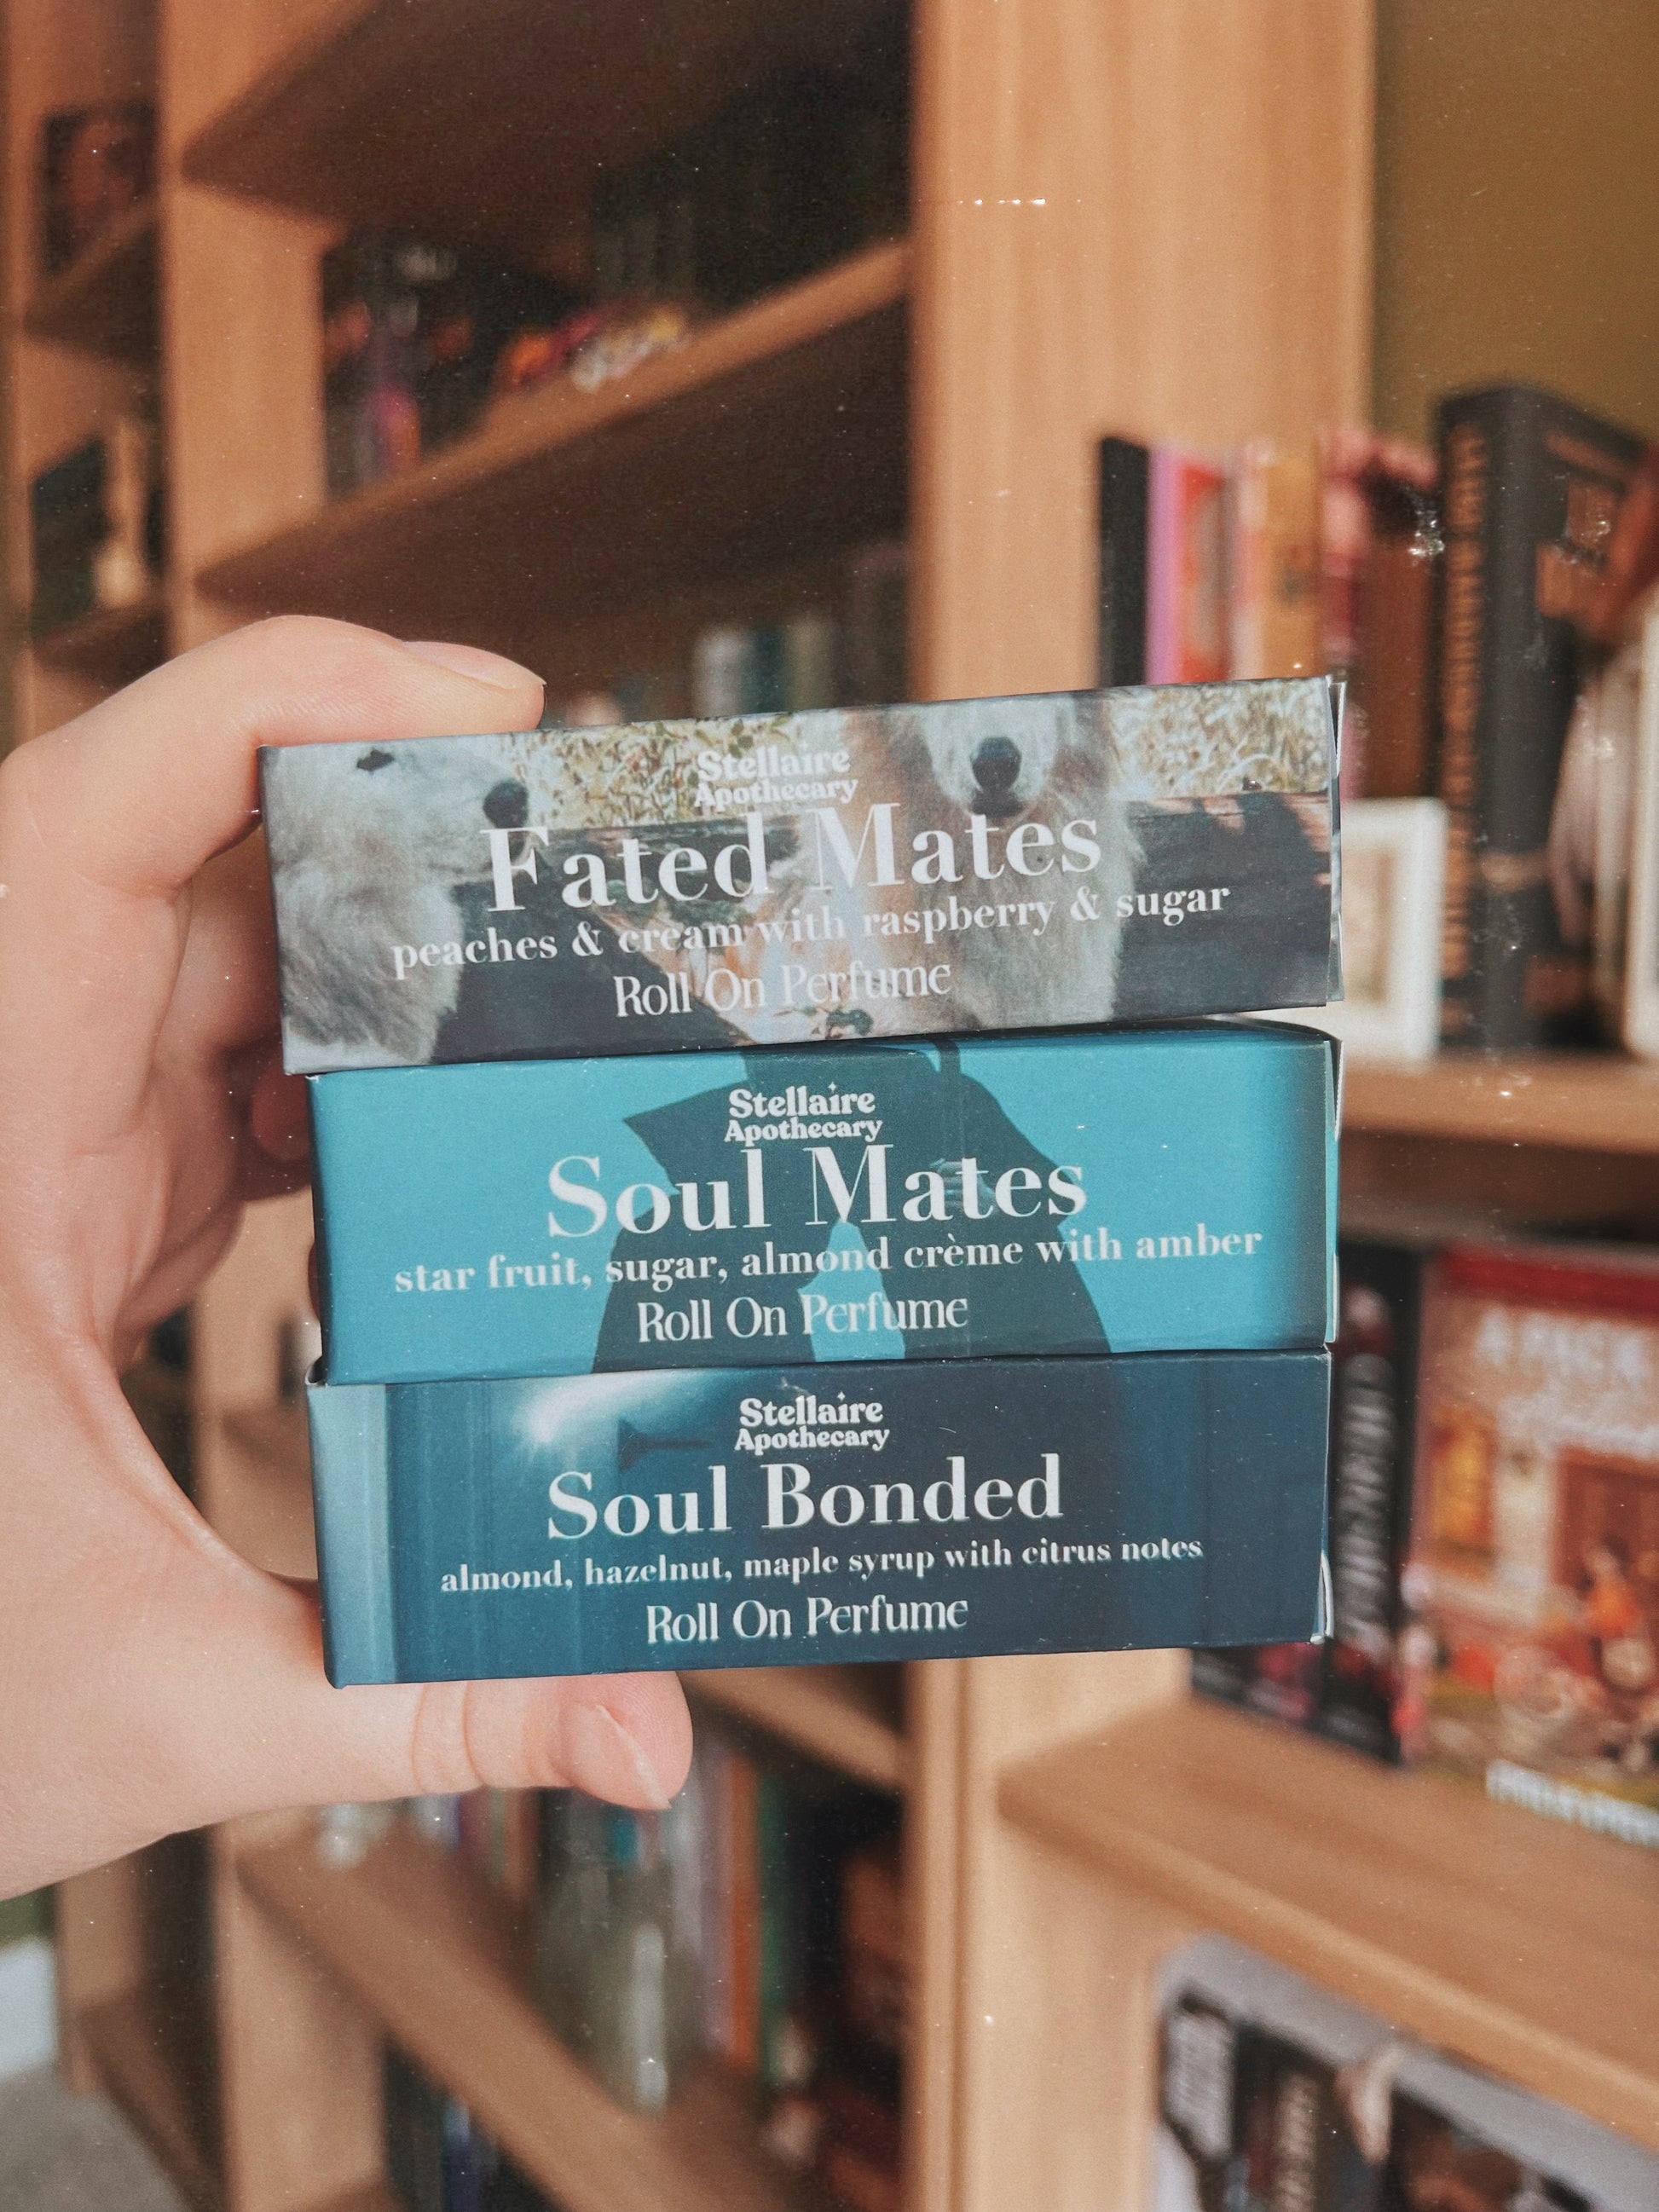 Stellaire
Apothecary
Fated Mates
peaches & cream with raspberry & sugar
Roll On Perfume
Stellaire
Apothecary
Soul Mates
star fruit, sugar, almond crème with amber
Roll On Perfume
Stellaire
Apothecary
Soul Bonded
almond, hazelnut, maple syrup with citrus notes
Roll On Perfume